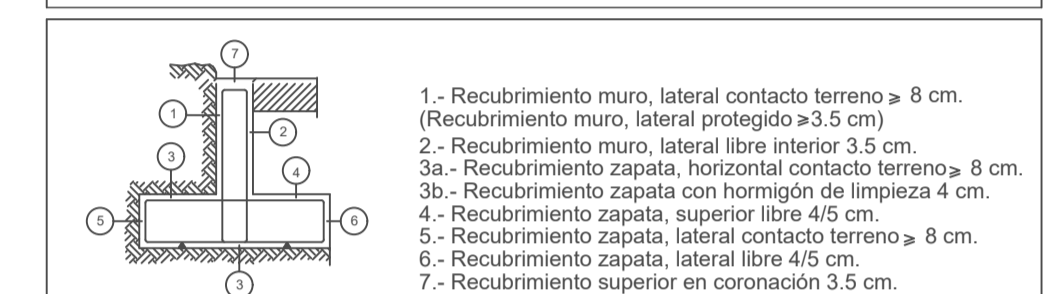 7
1
2
3
4
5
6
3
1.- Recubrimiento muro, lateral contacto terreno ⩾ 8 cm.
(Recubrimiento muro, lateral protegido ⩾3.5 cm)
2.- Recubrimiento muro, lateral libre interior 3.5 cm.
3a.- Recubrimiento zapata, horizontal contacto terreno⩾ 8 cm.
3b.- Recubrimiento zapata con hormigón de limpieza 4 cm.
4.- Recubrimiento zapata, superior libre 4/5 cm.
5.- Recubrimiento zapata, lateral contacto terreno⩾ 8 cm.
6.- Recubrimiento zapata, lateral libre 4/5 cm.
7.- Recubrimiento superior en coronación 3.5 cm.